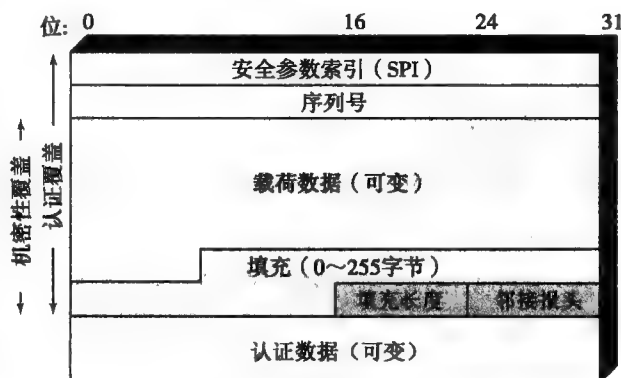 位: 0 16 24 31
安全参数索引（SPI）
序列号
载荷数据（可变）
填充（0～255字节）
填充长度 邻接报头
认证数据（可变）
机密性覆盖
认证覆盖